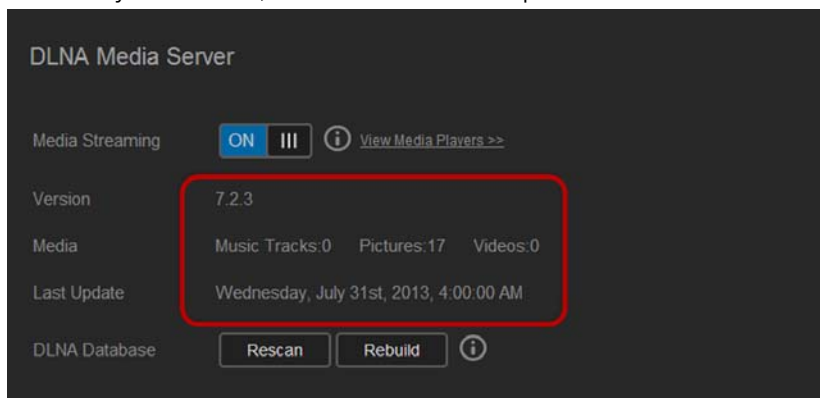 DLNA Media Server
Media Streaming ON View Media Players >>
Version 7.2.3
Media Music Tracks:0 Pictures:17 Videos:0
Last Update Wednesday, July 31st, 2013, 4:00:00 AM
DLNA Database Rescan Rebuild